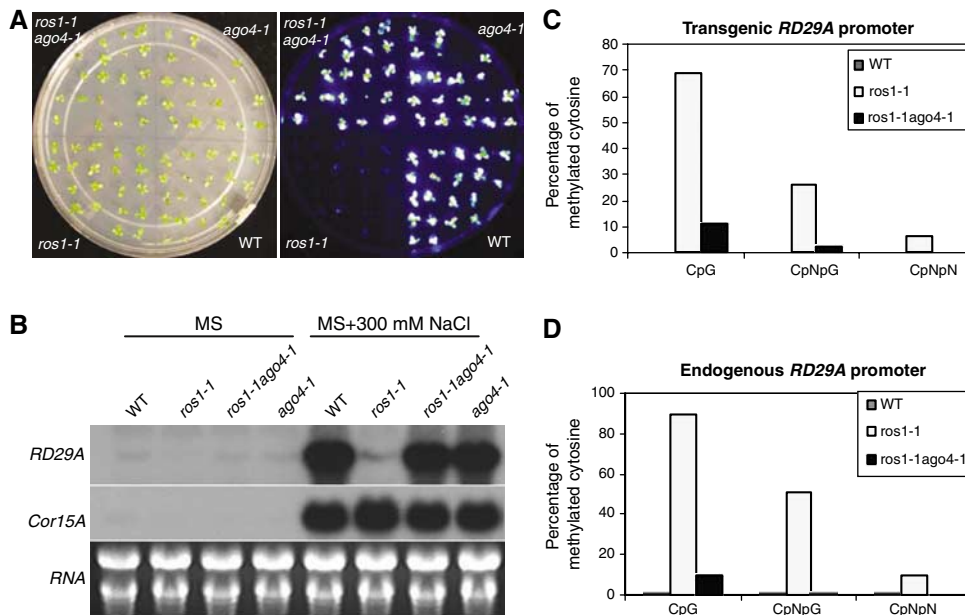 A
ros1-1
ago4-1
ago4-1
ros1-1
WT
ros1-1
ago4-1
ago4-1
ros1-1
WT
B
MS
MS+300 mM NaCl
WT
ros1-1
ros1-1ago4-1
ago4-1
WT
ros1-1
ros1-1ago4-1
ago4-1
RD29A
Cor15A
RNA
C
Transgenic RD29A promoter
Percentage of
methylated cytosine
80
70
60
50
40
30
20
10
0
WT
ros1-1
ros1-1ago4-1
CpG
CpNpG
CpNpN
D
Endogenous RD29A promoter
Percentage of
methylated cytosine
100
80
60
40
20
0
WT
ros1-1
ros1-1ago4-1
CpG
CpNpG
CpNpN